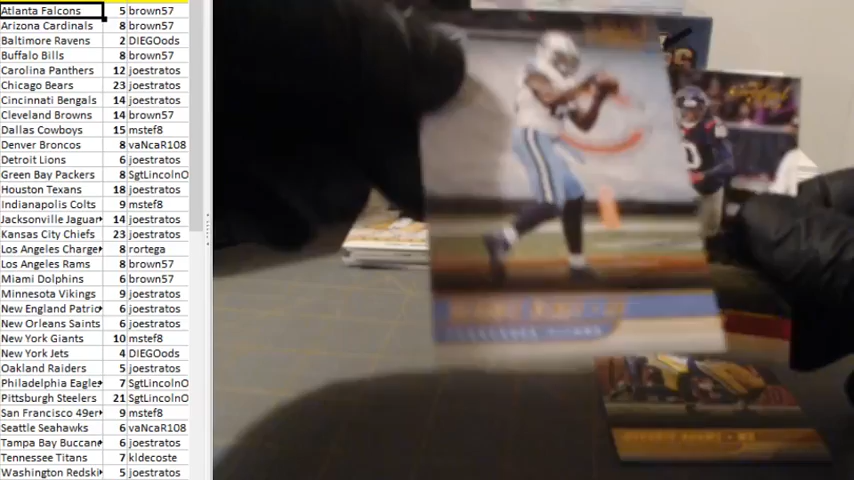 Atlanta Falcons 5 brown57
Arizona Cardinals 8 brown57
Baltimore Ravens 2 DIEGOods
Buffalo Bills 8 brown57
Carolina Panthers 12 joestratos
Chicago Bears 23 joestratos
Cincinnati Bengals 14 joestratos
Cleveland Browns 14 brown57
Dallas Cowboys 15 mstef8
Denver Broncos 8 vaNcaR108
Detroit Lions 6 joestratos
Green Bay Packers 8 SgtLincolnO
Houston Texans 18 joestratos
Indianapolis Colts 9 mstef8
Jacksonville Jaguar 14 joestratos
Kansas City Chiefs 23 joestratos
Los Angeles Charge 8 rortega
Los Angeles Rams 8 brown57
Miami Dolphins 6 brown57
Minnesota Vikings 9 joestratos
New England Patrio 6 joestratos
New Orleans Saints 6 joestratos
New York Giants 10 mstef8
New York Jets 4 DIEGOods
Oakland Raiders 5 joestratos
Philadelphia Eagle 7 SgtLincolnO
Pittsburgh Steelers 21 SgtLincolnO
San Francisco 49er 9 mstef8
Seattle Seahawks 6 vaNcaR108
Tampa Bay Buccane 6 joestratos
Tennessee Titans 7 kldecoste
Washington Redski 5 joestratos